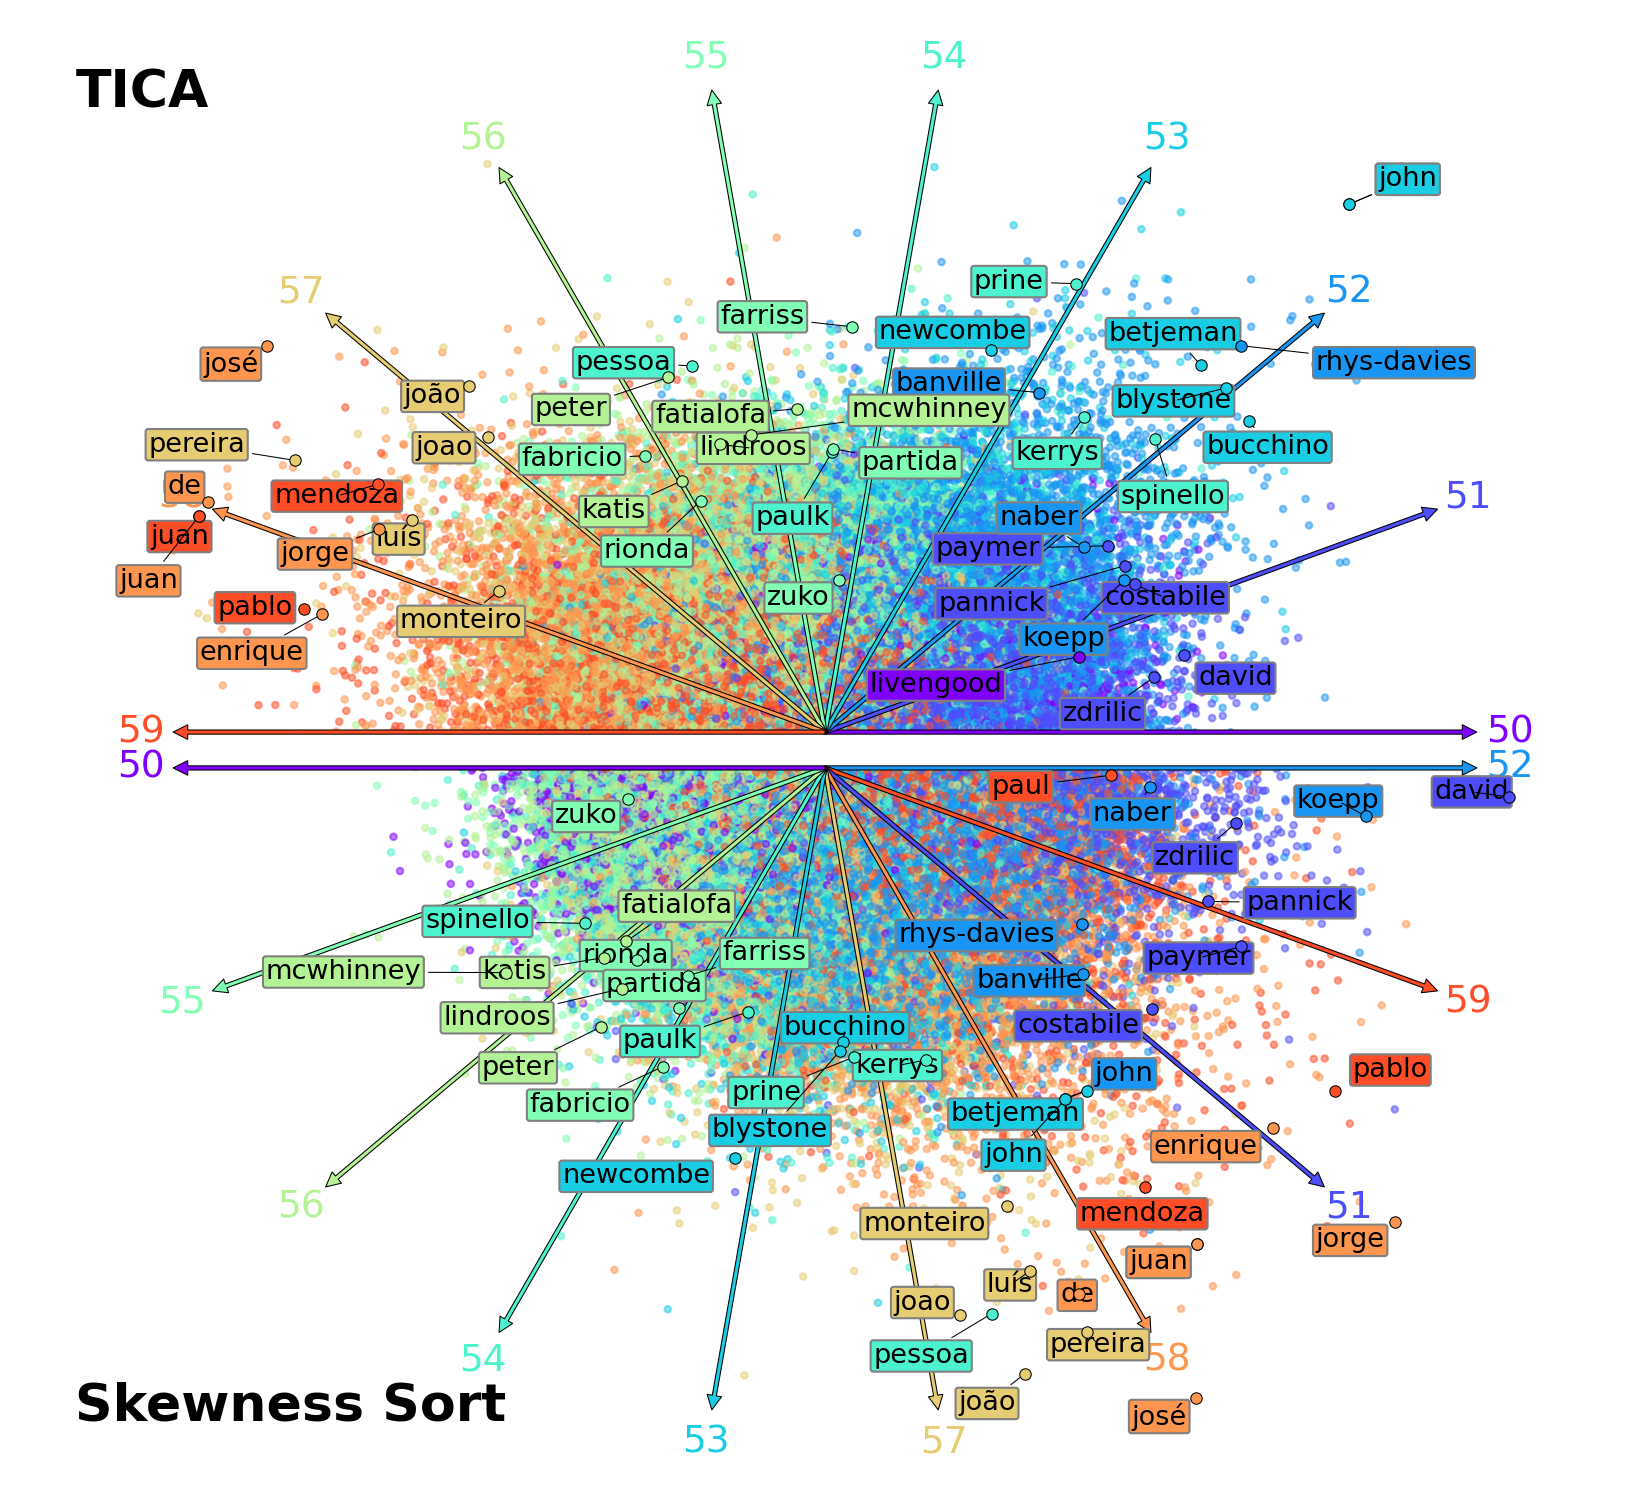 55
54
TICA
56
53
john
prine
57
52
farriss
newcombe
betjeman
josé
pessoa
rhys-davies
banville
joão
peter
fatialofa
mcwhinney
blystone
pereira
joao
lindroos
kerrys
bucchino
fabricio
partida
de
mendoza
spinello
51
58
katis
paulk
naber
juan
luís
jorge
rionda
paymer
juan
zuko
pannick
costabile
pablo
monteiro
koepp
enrique
livengood
david
zdrilic
59
50
50
52
paul
david
koepp
zuko
naber
zdrilic
fatialofa
pannick
spinello
rhys-davies
rionda
farriss
mcwhinney
katis
paymer
partida
banville
55
59
lindroos
bucchino
costabile
paulk
peter
kerrys
john
pablo
prine
fabricio
betjeman
blystone
enrique
john
newcombe
56
51
mendoza
monteiro
jorge
juan
luís
de
joao
pereira
54
pessoa
58
Skewness Sort
joão
josé
53
57